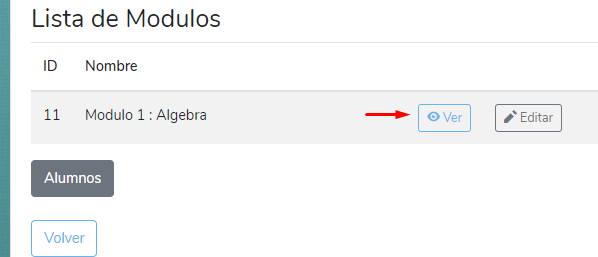 Lista de Modulos
ID Nombre
11 Modulo 1 : Algebra Ver Editar
Alumnos
Volver